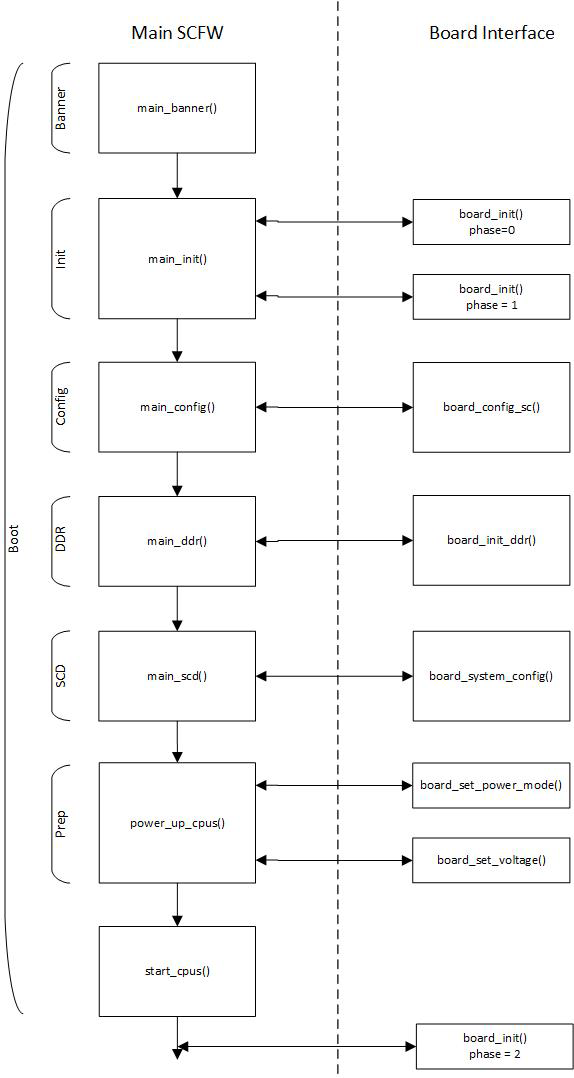 Main SCFW
Board Interface
Boot
Banner
main_banner()
Init
main_init()
board_init()
phase=0
board_init()
phase = 1
Config
main_config()
board_config_sc()
DDR
main_ddr()
board_init_ddr()
SCD
main_scd()
board_system_config()
Prep
power_up_cpus()
board_set_power_mode()
board_set_voltage()
start_cpus()
board_init()
phase = 2